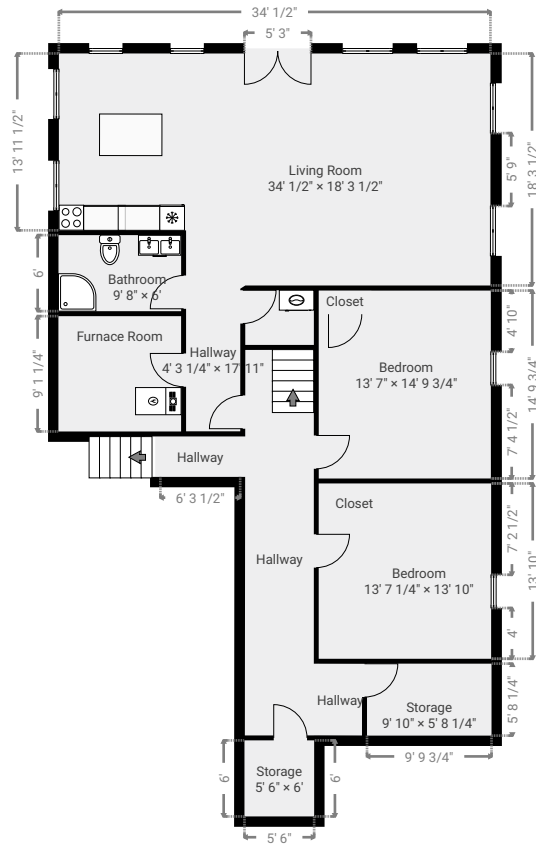 34' 1/2"
5' 3"
13' 11 1/2"
5' 9"
18' 3 1/2"
Living Room
34' 1/2" × 18' 3 1/2"
6'
Bathroom
9' 8" × 6'
Closet
4' 10"
Furnace Room
9' 1 1/4"
Hallway
4' 3 1/4" × 17' 11"
Bedroom
13' 7" × 14' 9 3/4"
14' 9 3/4"
7' 4 1/2"
Hallway
6' 3 1/2"
Closet
7' 2 1/2"
13' 10"
Hallway
Bedroom
13' 7 1/4" × 13' 10"
4'
Hallway
Storage
9' 10" × 5' 8 1/4"
5' 8 1/4"
9' 9 3/4"
6'
Storage
5' 6" × 6'
6'
5' 6"